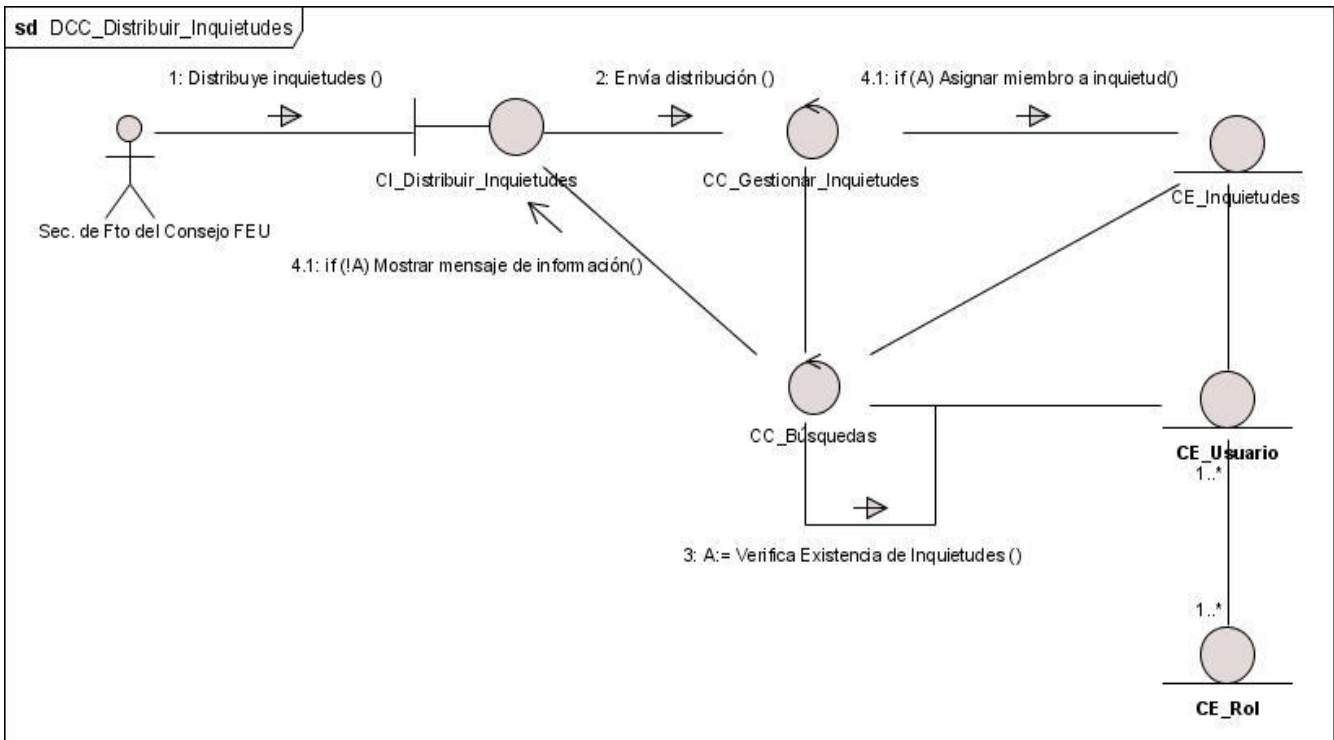 sd DCC_Distribuir_Inquietudes
1: Distribuye inquietudes ()
2: Envía distribución ()
4.1: if (A) Asignar miembro a inquietud()
CI_Distribuir_Inquietudes
CC_Gestionar_Inquietudes
CE_Inquietudes
Sec. de Fto del Consejo FEU
4.1: if (!A) Mostrar mensaje de información()
CC_Búsquedas
CE_Usuario
1..*
3: A:= Verifica Existencia de Inquietudes ()
1..*
CE_Rol